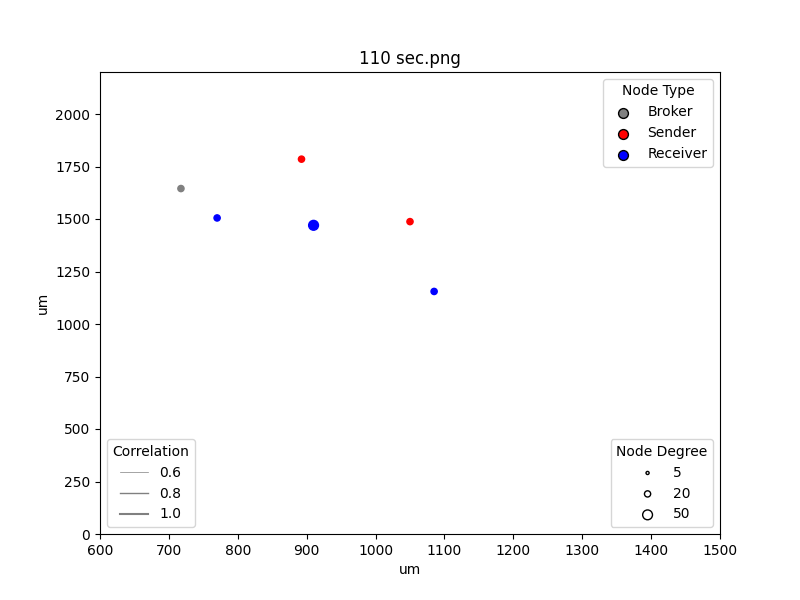 110 sec.png
Node Type
Broker
Sender
Receiver
um
2000
1750
1500
1250
1000
750
500
250
0
Correlation
0.6
0.8
1.0
Node Degree
5
20
50
600 700 800 900 1000 1100 1200 1300 1400 1500
um